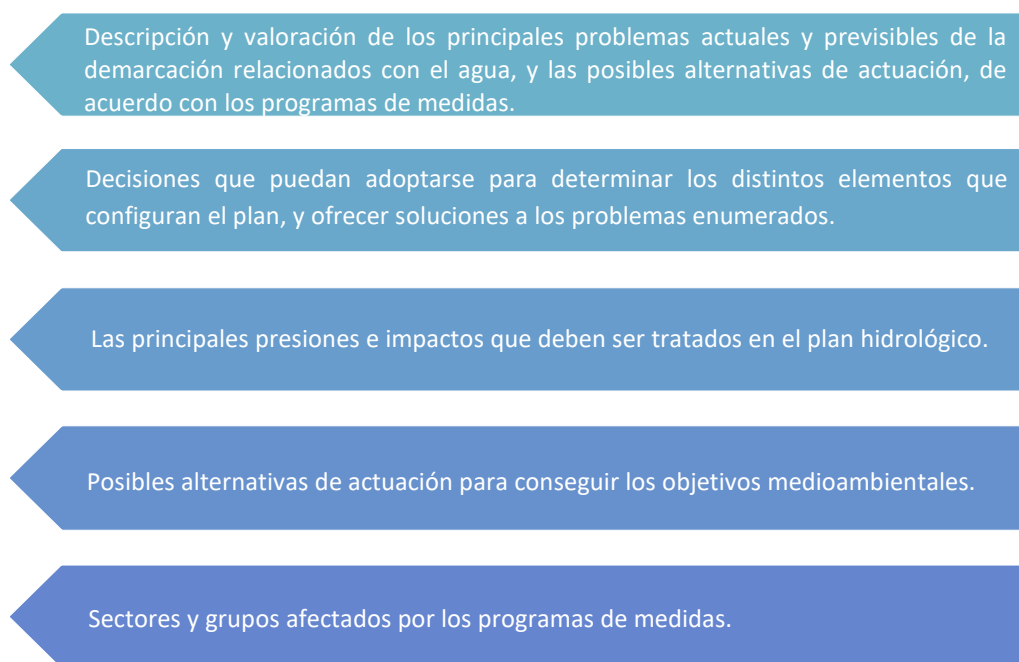 Descripción y valoración de los principales problemas actuales y previsibles de la
demarcación relacionados con el agua, y las posibles alternativas de actuación, de
acuerdo con los programas de medidas.
Decisiones que puedan adoptarse para determinar los distintos elementos que
configuran el plan, y ofrecer soluciones a los problemas enumerados.
Las principales presiones e impactos que deben ser tratados en el plan hidrológico.
Posibles alternativas de actuación para conseguir los objetivos medioambientales.
Sectores y grupos afectados por los programas de medidas.